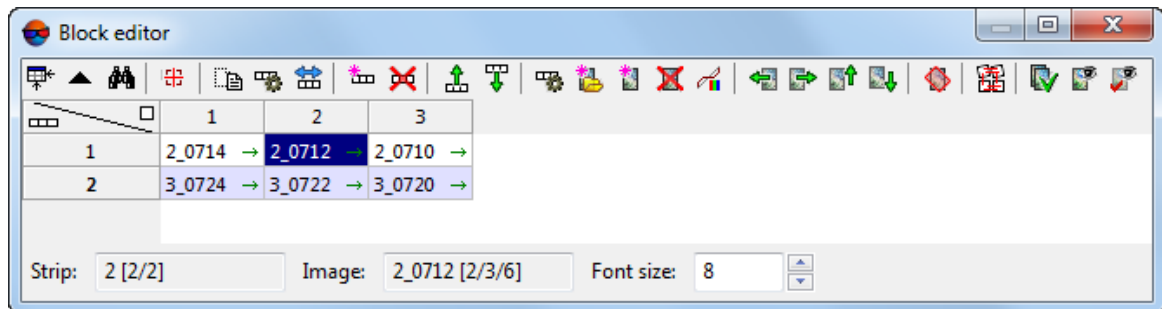 Block editor
1 2 3
1 2_0714 → 2_0712 → 2_0710 →
2 3_0724 → 3_0722 → 3_0720 →
Strip: 2 [2/2] Image: 2_0712 [2/3/6] Font size: 8